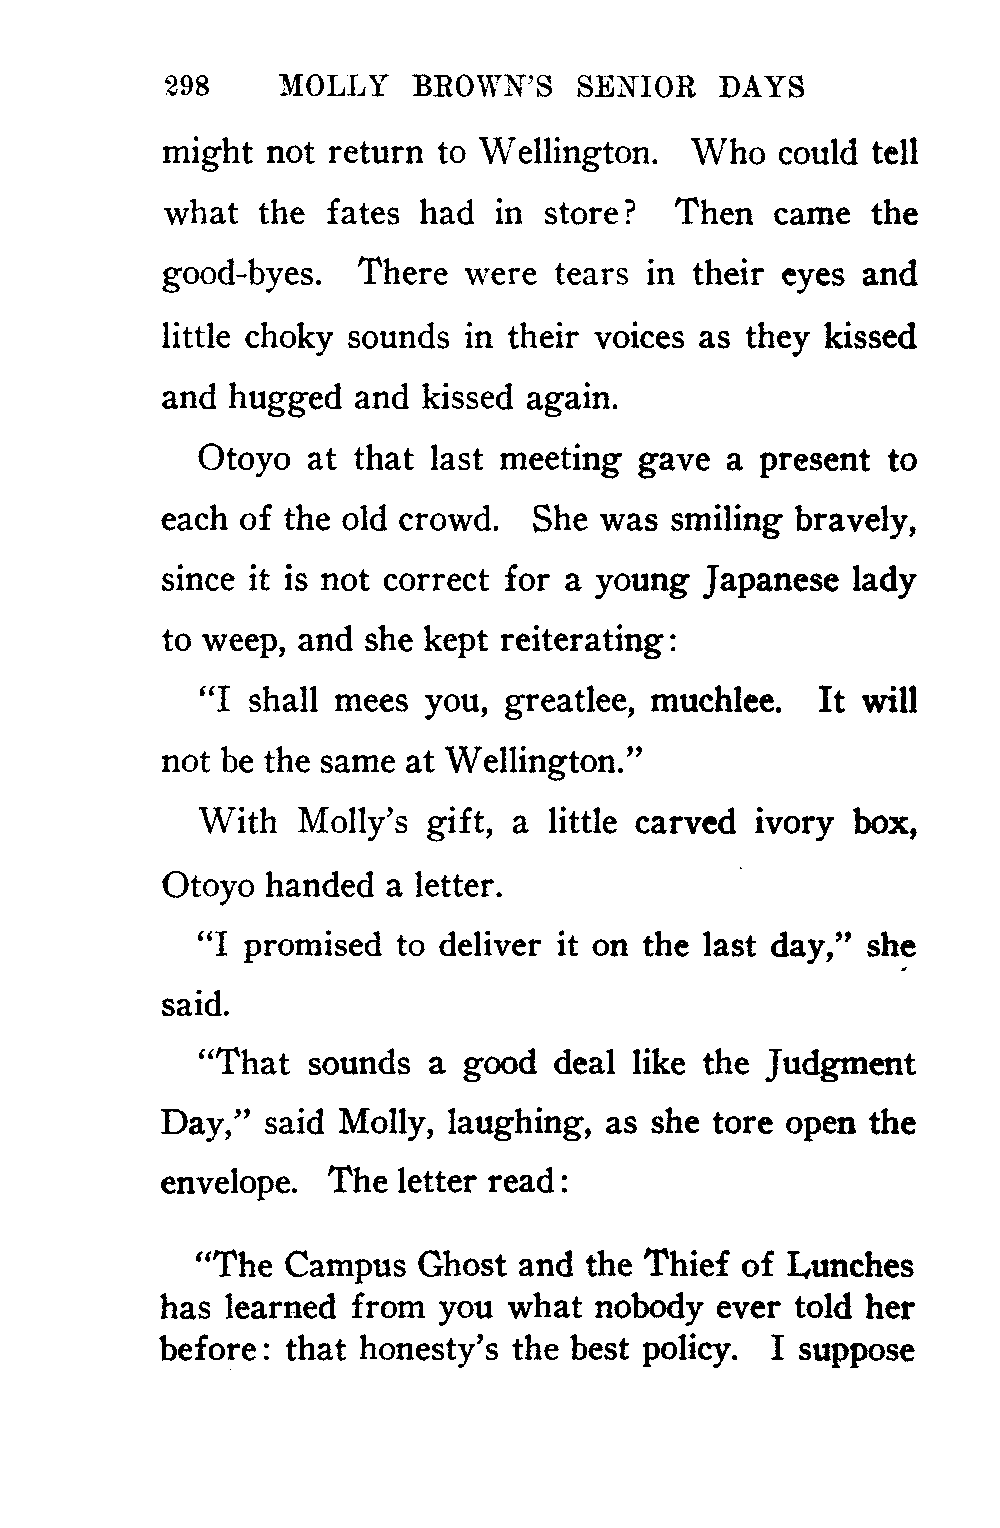 298 MOLLY BROWN'S SENIOR DAYS
might not return to Wellington. Who could tell
what the fates had in store? Then came the
good-byes. There were tears in their eyes and
little choky sounds in their voices as they kissed
and hugged and kissed again.
Otoyo at that last meeting gave a present to
each of the old crowd. She was smiling bravely,
since it is not correct for a young Japanese lady
to weep, and she kept reiterating:
“I shall mees you, greatlee, muchlee. It will
not be the same at Wellington.”
With Molly's gift, a little carved ivory box,
Otoyo handed a letter.
“I promised to deliver it on the last day,” she
said.
“That sounds a good deal like the Judgment
Day,” said Molly, laughing, as she tore open the
envelope. The letter read:
“The Campus Ghost and the Thief of Lunches
has learned from you what nobody ever told her
before: that honesty's the best policy. I suppose